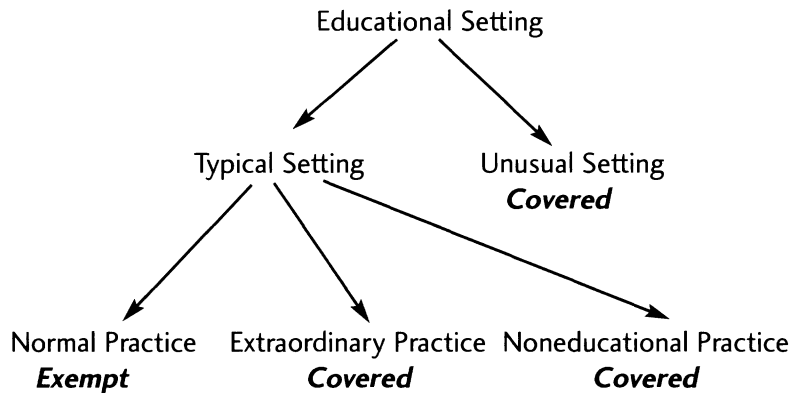 Educational Setting
Typical Setting
Unusual Setting
Covered
Normal Practice
Exempt
Extraordinary Practice
Covered
Noneducational Practice
Covered